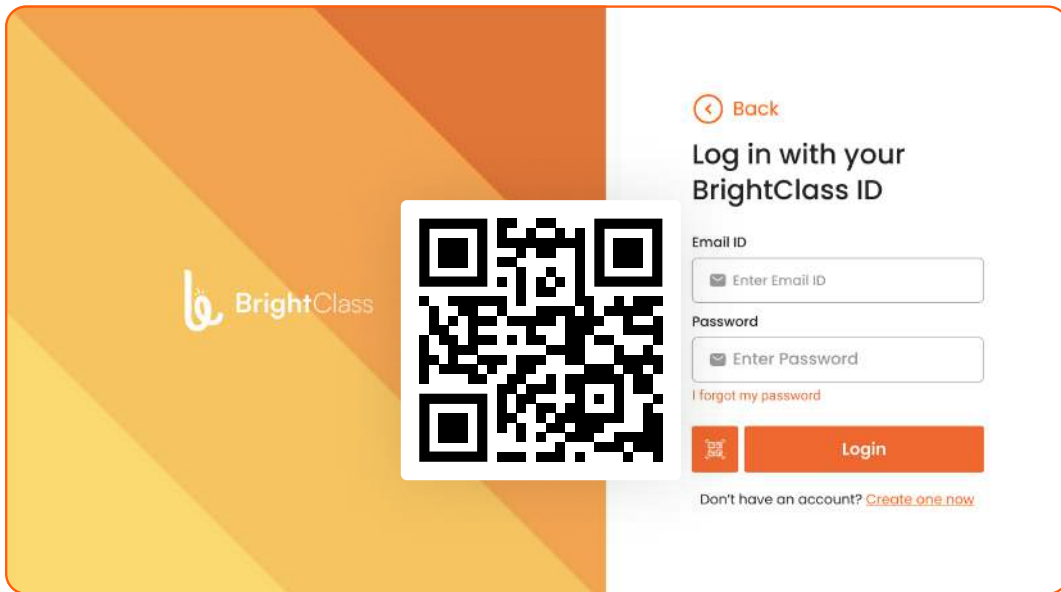 BrightClass
Back
Log in with your
BrightClass ID
Email ID
Enter Email ID
Password
Enter Password
I forgot my password
Login
Don't have an account? Create one now